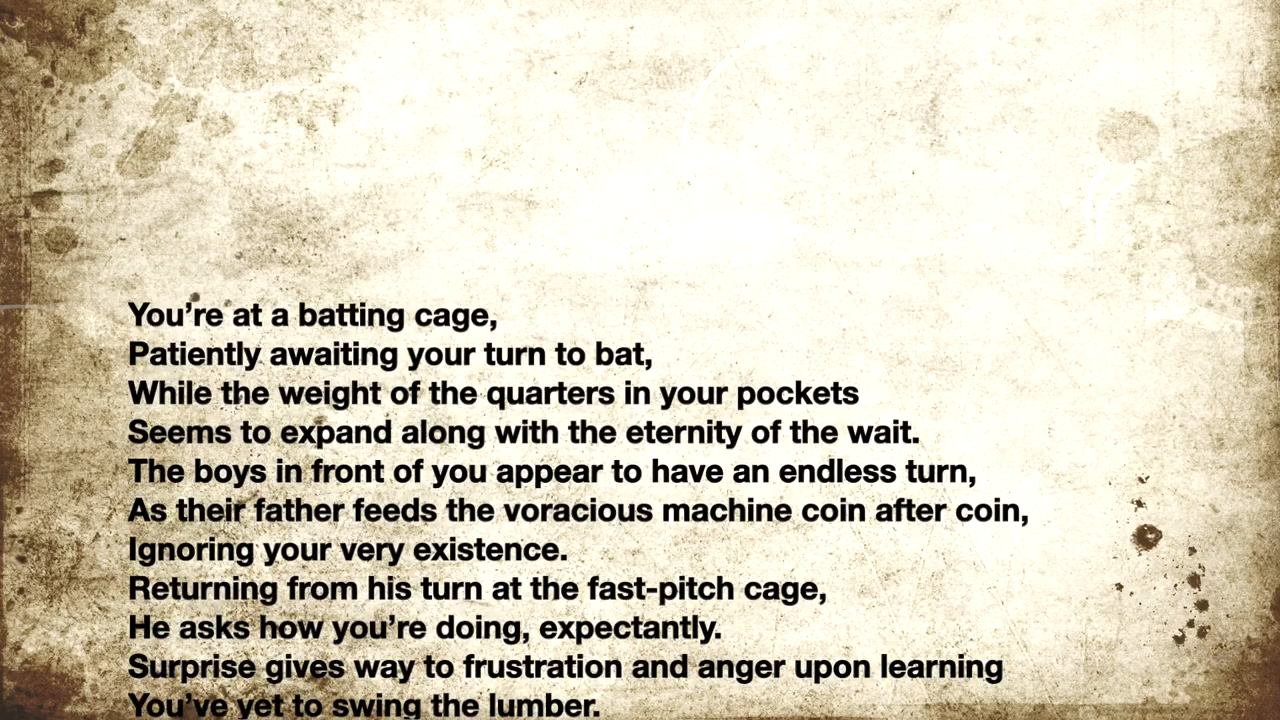 You’re at a batting cage,
Patiently awaiting your turn to bat,
While the weight of the quarters in your pockets
Seems to expand along with the eternity of the wait.
The boys in front of you appear to have an endless turn,
As their father feeds the voracious machine coin after coin,
Ignoring your very existence.
Returning from his turn at the fast-pitch cage,
He asks how you’re doing, expectantly.
Surprise gives way to frustration and anger upon learning
You’ve yet to swing the lumber.